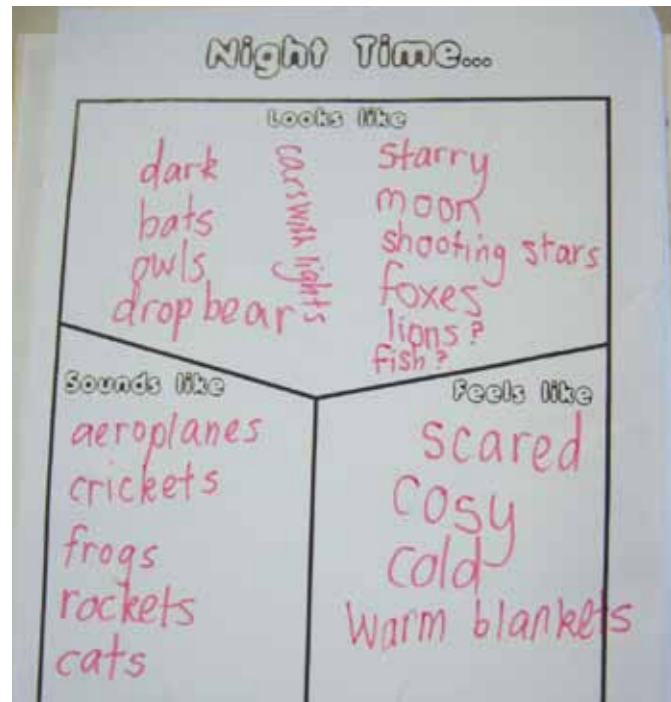 Night Time...
Looks like
dark
bats
owls
drop bear
cars with lights
starry
moon
shooting stars
foxes
lions?
fish?
Sounds like
aeroplanes
crickets
frogs
rockets
cats
Feels like
scared
cosy
cold
warm blankets